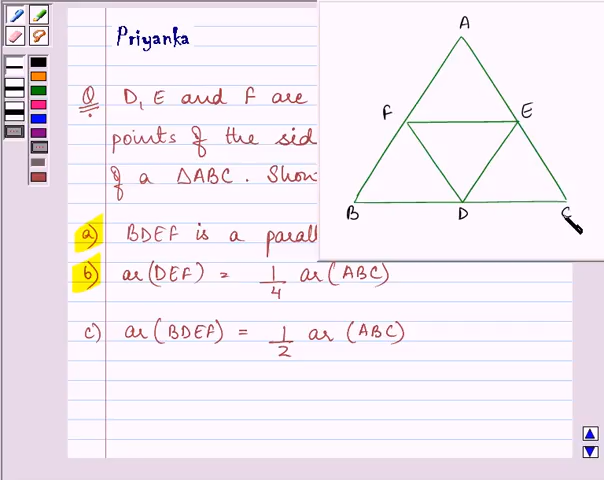 Priyanka
Q D, E and F are
points of the sid
of a ΔABC. Show
a) BDEF is a parall
b) ar(DEF) = 1/4 ar(ABC)
c) ar(BDEF) = 1/2 ar (ABC)
A
F E
B D C